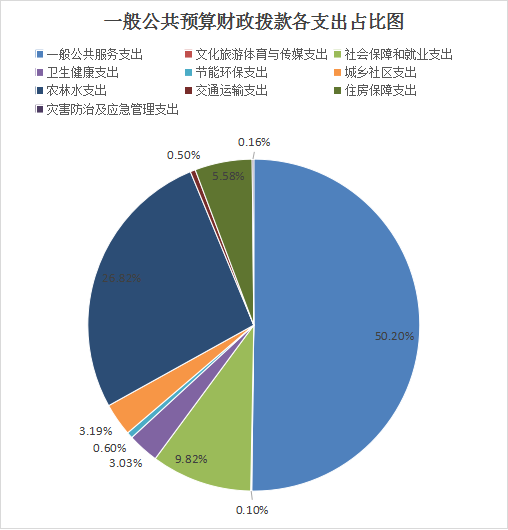 一般公共预算财政拨款各支出占比图
一般公共服务支出 文化旅游体育与传媒支出 社会保障和就业支出
卫生健康支出 节能环保支出 城乡社区支出
农林水支出 交通运输支出 住房保障支出
灾害防治及应急管理支出
0.16%
0.50%
5.58%
26.82%
50.20%
3.19%
0.60%
3.03%
9.82%
0.10%